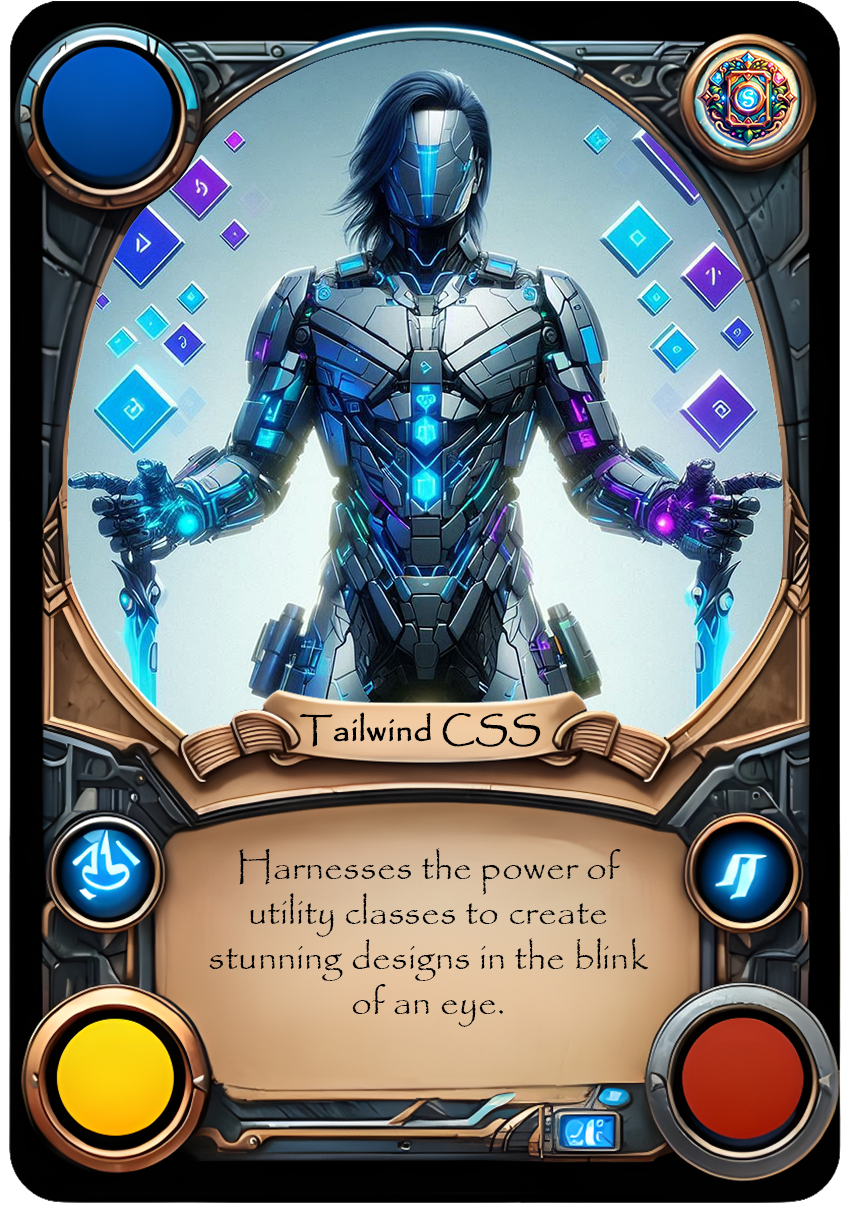 Tailwind CSS
Harnesses the power of
utility classes to create
stunning designs in the blink
of an eye.